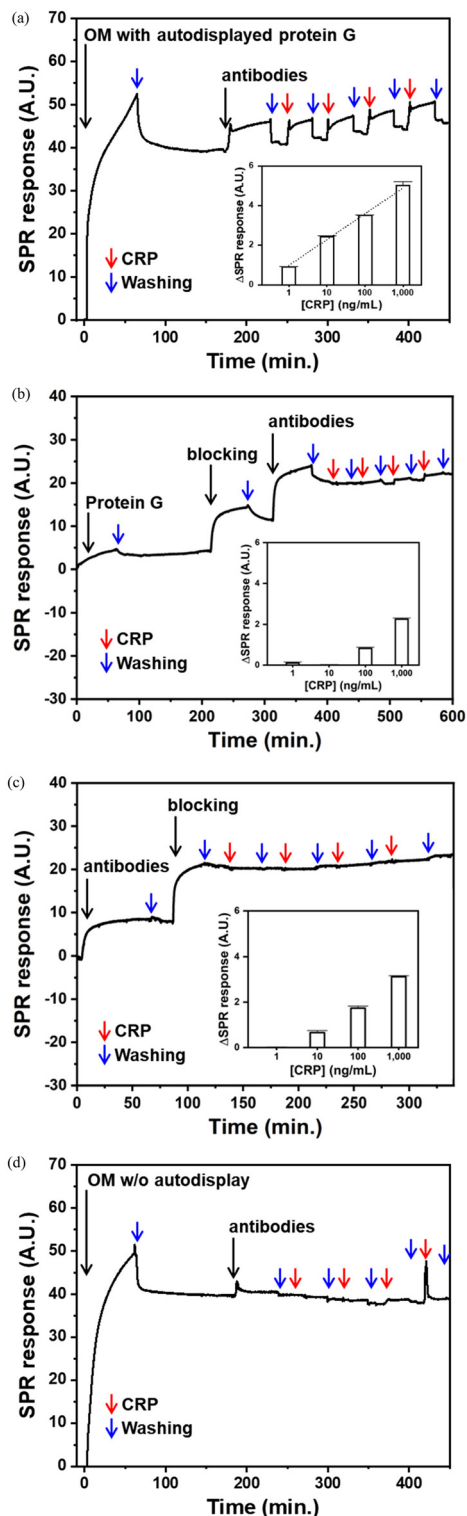 (a)
70
60
50
40
30
20
10
0
SPR response (A.U.)
OM with autodisplayed protein G
antibodies
CRP
Washing
6
4
2
0
ΔSPR response (A.U.)
1 10 100 1,000
[CRP] (ng/mL)
0 100 200 300 400
Time (min.)
(b)
40
30
20
10
0
-10
-20
-30
SPR response (A.U.)
antibodies
blocking
Protein G
CRP
Washing
6
4
2
0
ΔSPR response (A.U.)
1 10 100 1,000
[CRP] (ng/mL)
0 100 200 300 400 500 600
Time (min.)
(c)
40
30
20
10
0
-10
-20
-30
SPR response (A.U.)
blocking
antibodies
CRP
Washing
6
4
2
0
ΔSPR response (A.U.)
1 10 100 1,000
[CRP] (ng/mL)
0 50 100 150 200 250 300
Time (min.)
(d)
70
60
50
40
30
20
10
0
SPR response (A.U.)
OM w/o autodisplay
antibodies
CRP
Washing
0 100 200 300 400
Time (min.)